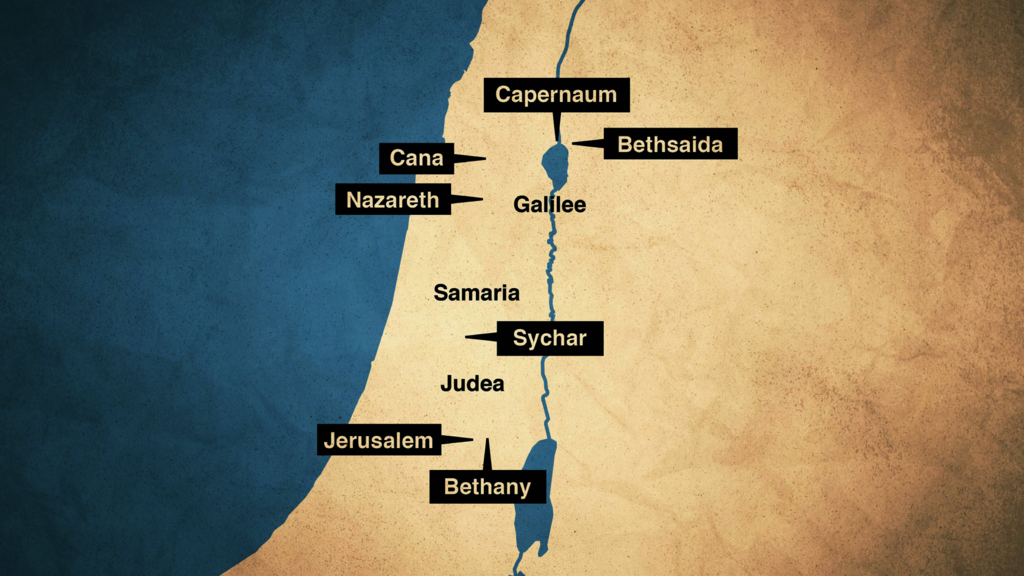 Capernaum
Bethsaida
Cana
Nazareth
Galilee
Samaria
Sychar
Judea
Jerusalem
Bethany